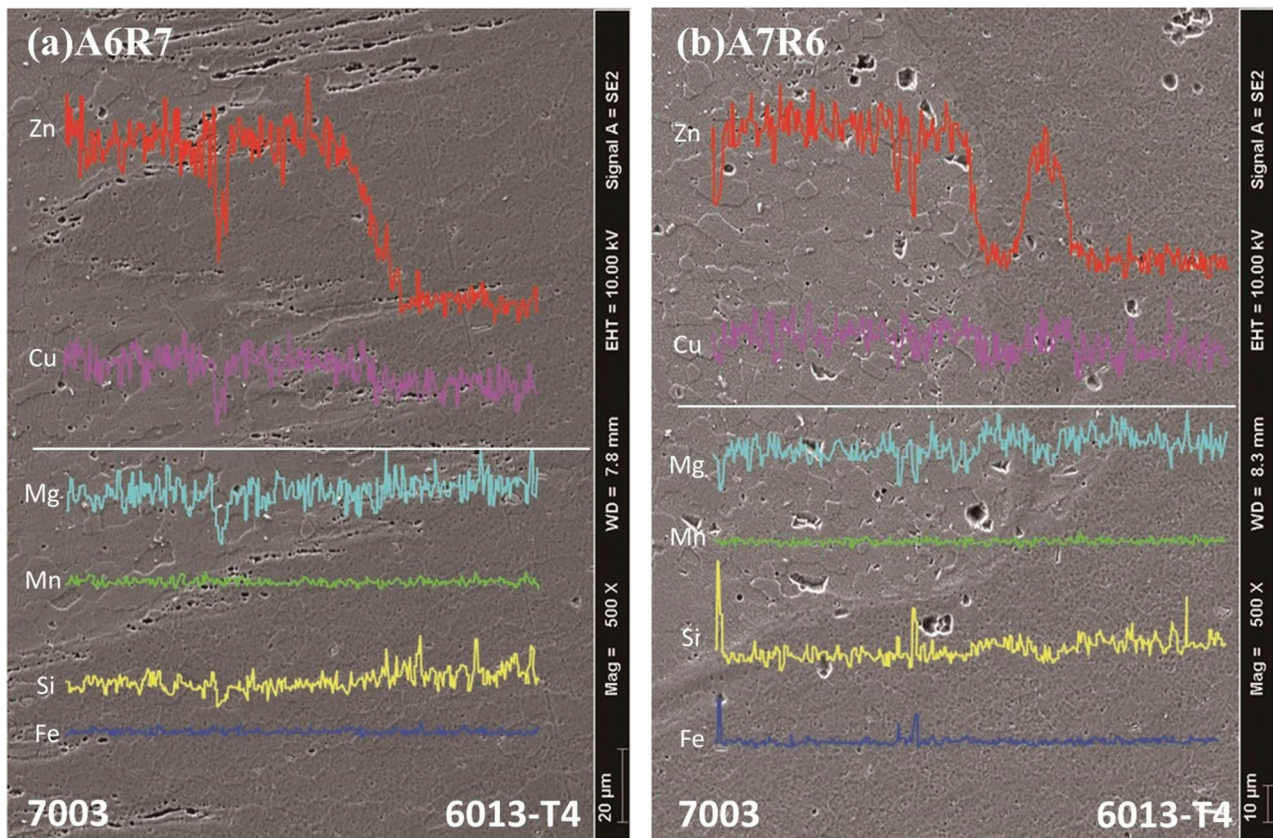 (a)A6R7
Zn
Cu
Mg
Mn
Si
Fe
7003
6013-T4
Signal A = SE2
EHT = 10.00 kV
WD = 7.8 mm
Mag = 500 X
20 µm
(b)A7R6
Zn
Cu
Mg
Mn
Si
Fe
7003
6013-T4
Signal A = SE2
EHT = 10.00 kV
WD = 8.3 mm
Mag = 500 X
10 µm